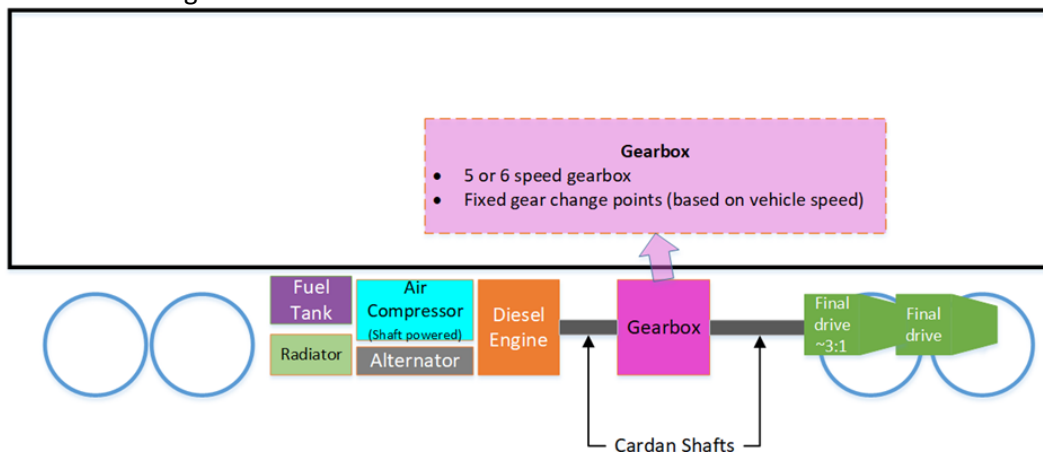 Gearbox
• 5 or 6 speed gearbox
• Fixed gear change points (based on vehicle speed)
Fuel
Tank
Radiator
Air
Compressor
(Shaft powered)
Alternator
Diesel
Engine
Gearbox
Final
drive
~3:1
Final
drive
Cardan Shafts